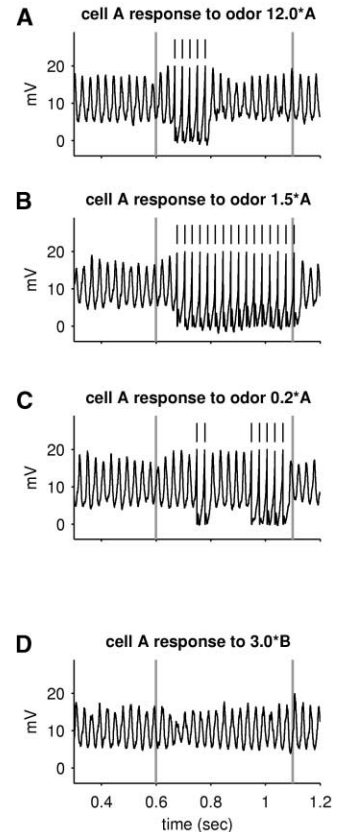 A
cell A response to odor 12.0*A
20
10
0
mV
B
cell A response to odor 1.5*A
20
10
0
mV
C
cell A response to odor 0.2*A
20
10
0
mV
D
cell A response to 3.0*B
20
10
0
mV
0.4 0.6 0.8 1 1.2
time (sec)